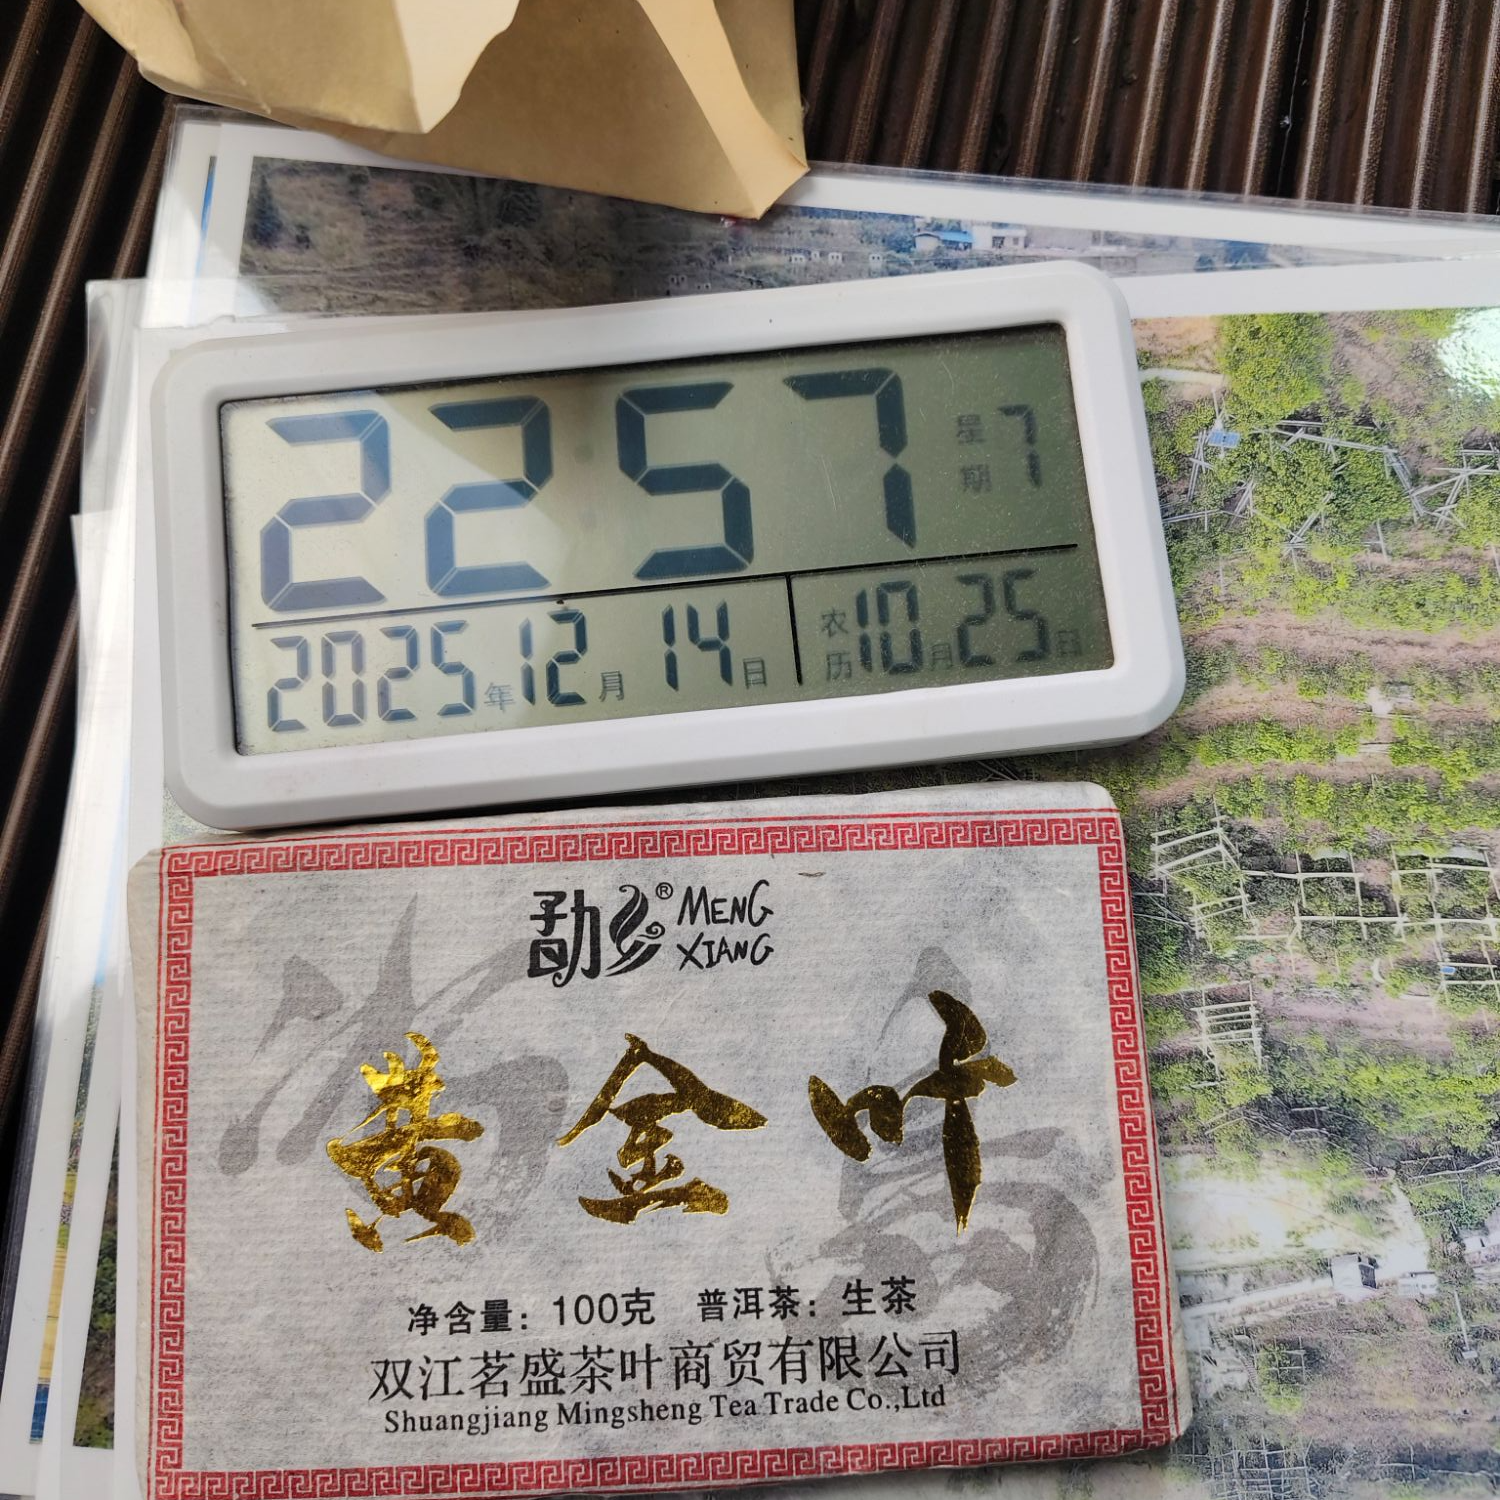 22:57 星期7
2025年12月14日 农历10月25日
勐乡® MENG XIANG
黄金叶
净含量：100克 普洱茶：生茶
双江茗盛茶叶商贸有限公司
Shuangjiang Mingsheng Tea Trade Co.,Ltd